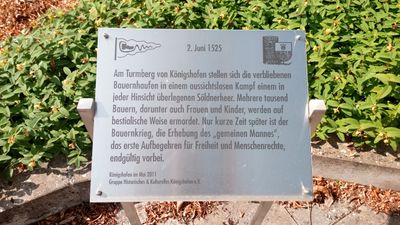 2. Juni 1525
Am Turmberg von Königshofen stellen sich die verbliebenen
Bauernhaufen in einem aussichtslosen Kampf einem in
jeder Hinsicht überlegenen Söldnerheer. Mehrere tausend
Bauern, darunter auch Frauen und Kinder, werden auf
bestialische Weise ermordet. Nur kurze Zeit später ist der
Bauernkrieg, die Erhebung des „gemeinen Mannes“,
das erste Aufbegehren für Freiheit und Menschenrechte,
endgültig vorbei.
Königshofen im Mai 2011
Gruppe Historisches & Kulturelles Königshofen e.V.